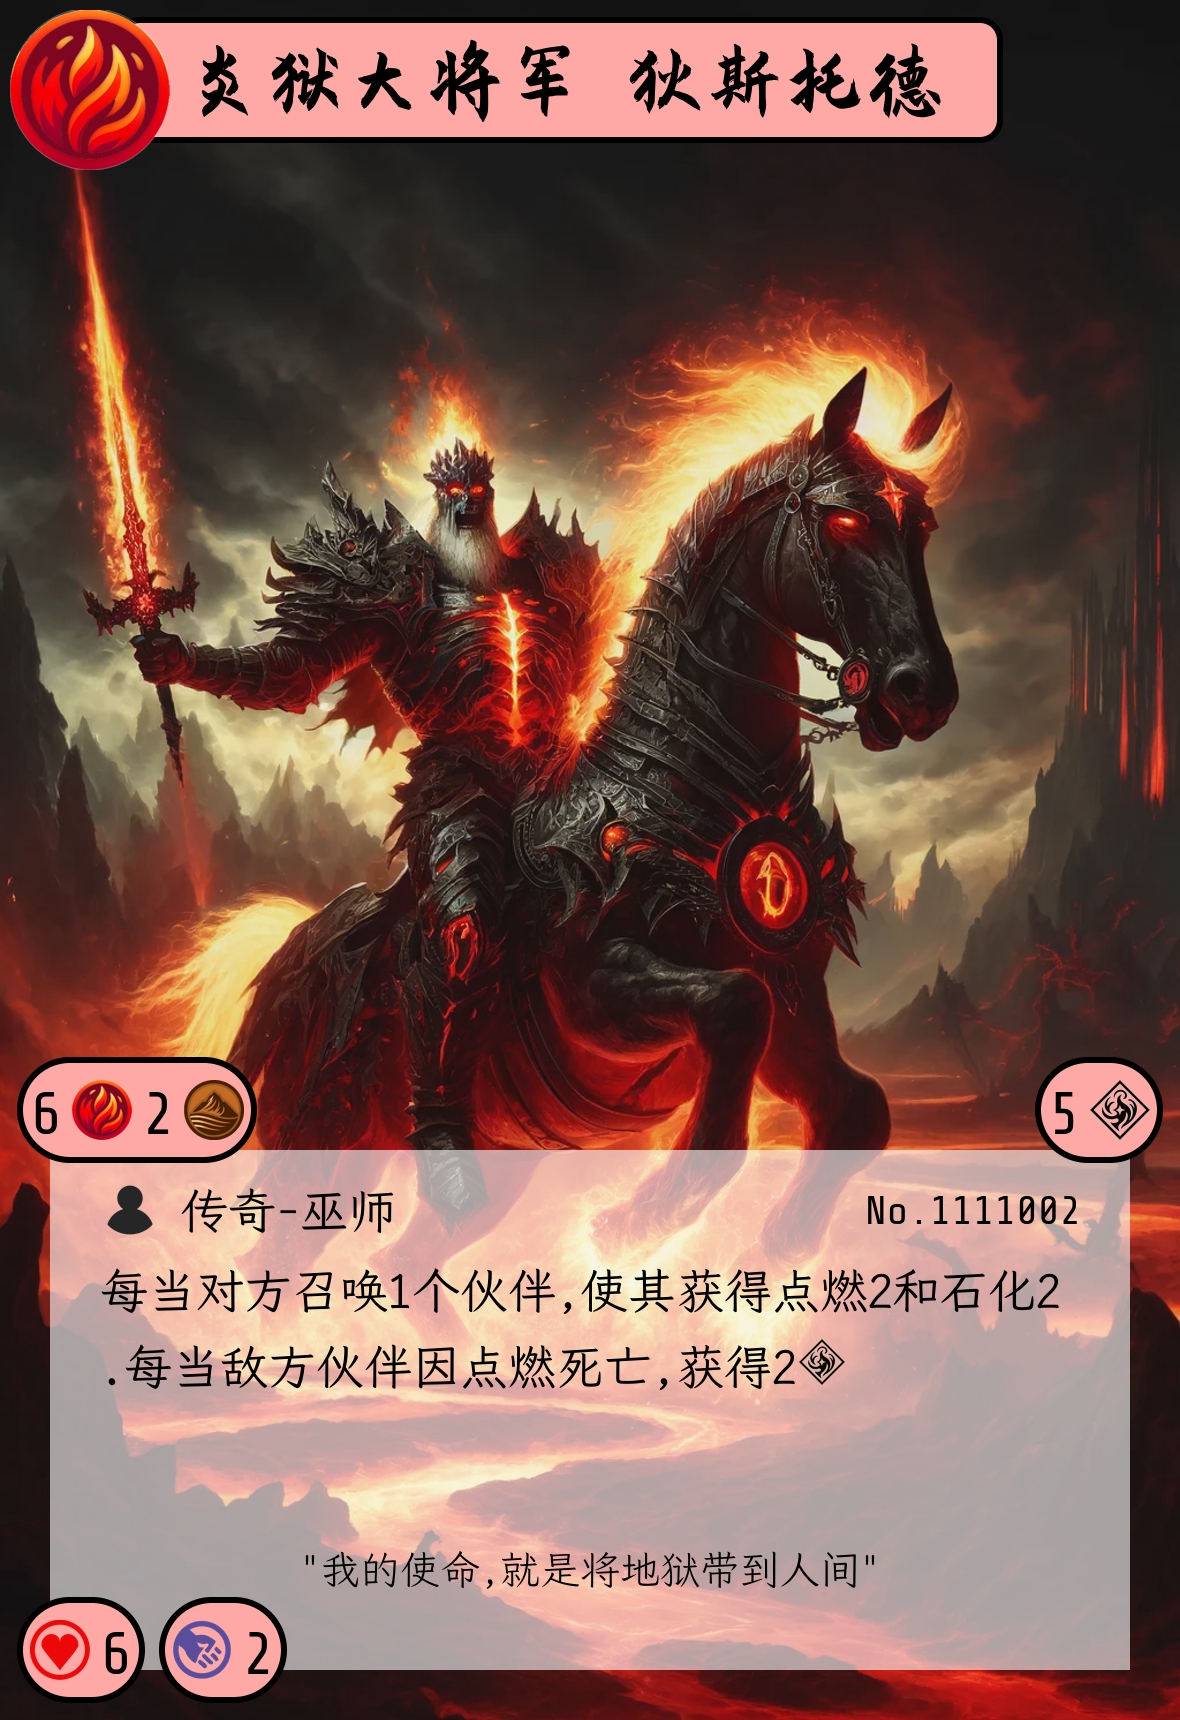 炎狱大将军 狄斯托德
6 2
5
传奇-巫师
No.1111002
每当对方召唤1个伙伴,使其获得点燃2和石化2
.每当敌方伙伴因点燃死亡,获得2
"我的使命,就是将地狱带到人间"
6 2